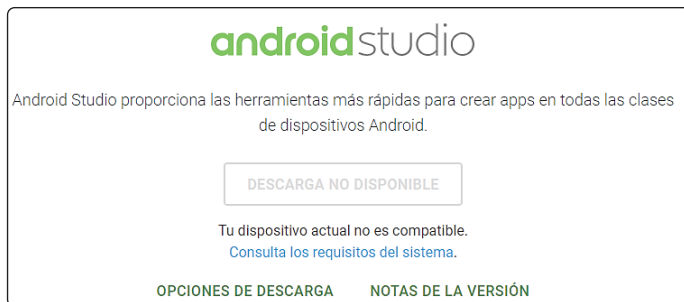 androidstudio
Android Studio proporciona las herramientas más rápidas para crear apps en todas las clases
de dispositivos Android.
DESCARGA NO DISPONIBLE
Tu dispositivo actual no es compatible.
Consulta los requisitos del sistema.
OPCIONES DE DESCARGA NOTAS DE LA VERSIÓN